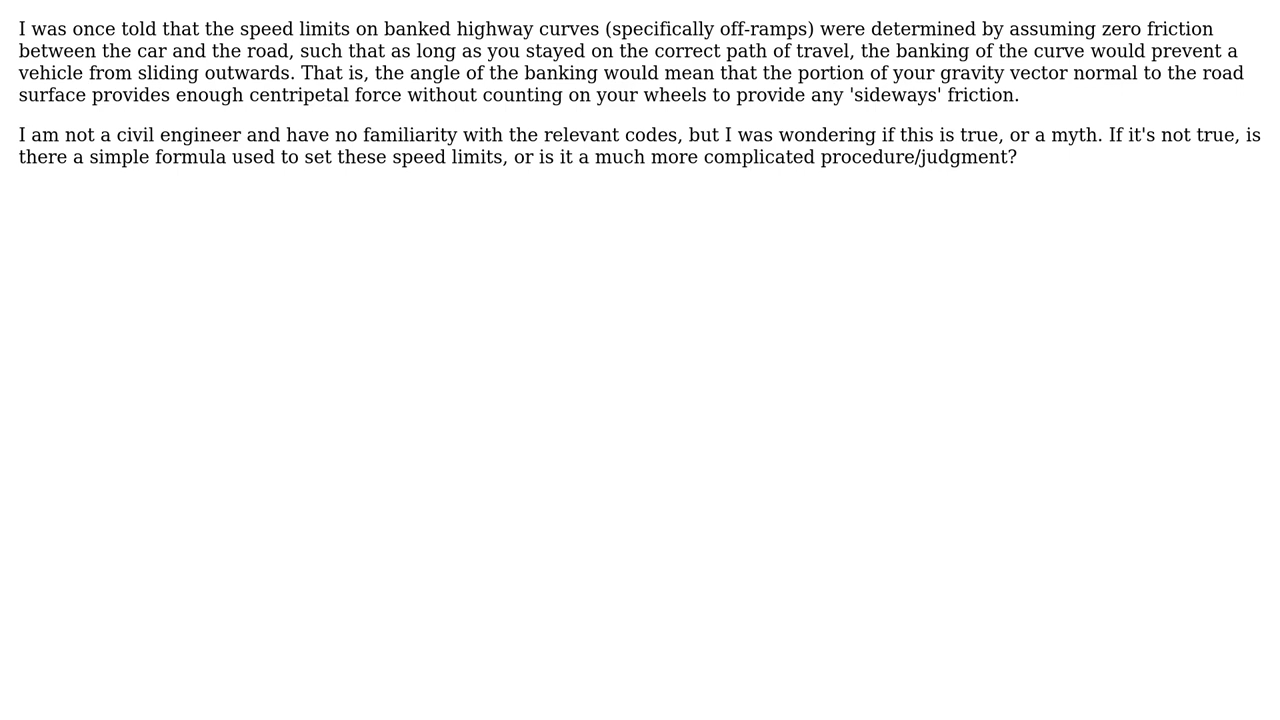 I was once told that the speed limits on banked highway curves (specifically off-ramps) were determined by assuming zero friction
between the car and the road, such that as long as you stayed on the correct path of travel, the banking of the curve would prevent a
vehicle from sliding outwards. That is, the angle of the banking would mean that the portion of your gravity vector normal to the road
surface provides enough centripetal force without counting on your wheels to provide any 'sideways' friction.
I am not a civil engineer and have no familiarity with the relevant codes, but I was wondering if this is true, or a myth. If it's not true, is
there a simple formula used to set these speed limits, or is it a much more complicated procedure/judgment?